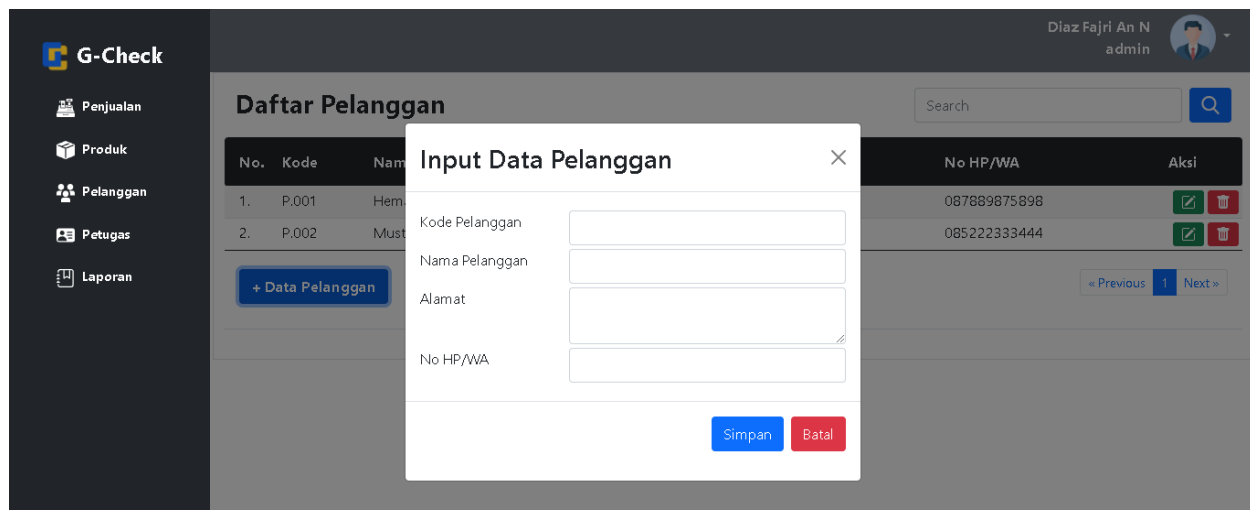 G-Check
Diaz Fajri An N
admin
Penjualan
Produk
Pelanggan
Petugas
Laporan
Daftar Pelanggan
Search
No. Kode Nam No HP/WA Aksi
1. P.001 Hem 087889875898
2. P.002 Must 085222333444
+ Data Pelanggan
« Previous 1 Next »
Input Data Pelanggan
Kode Pelanggan
Nama Pelanggan
Alamat
No HP/WA
Simpan Batal